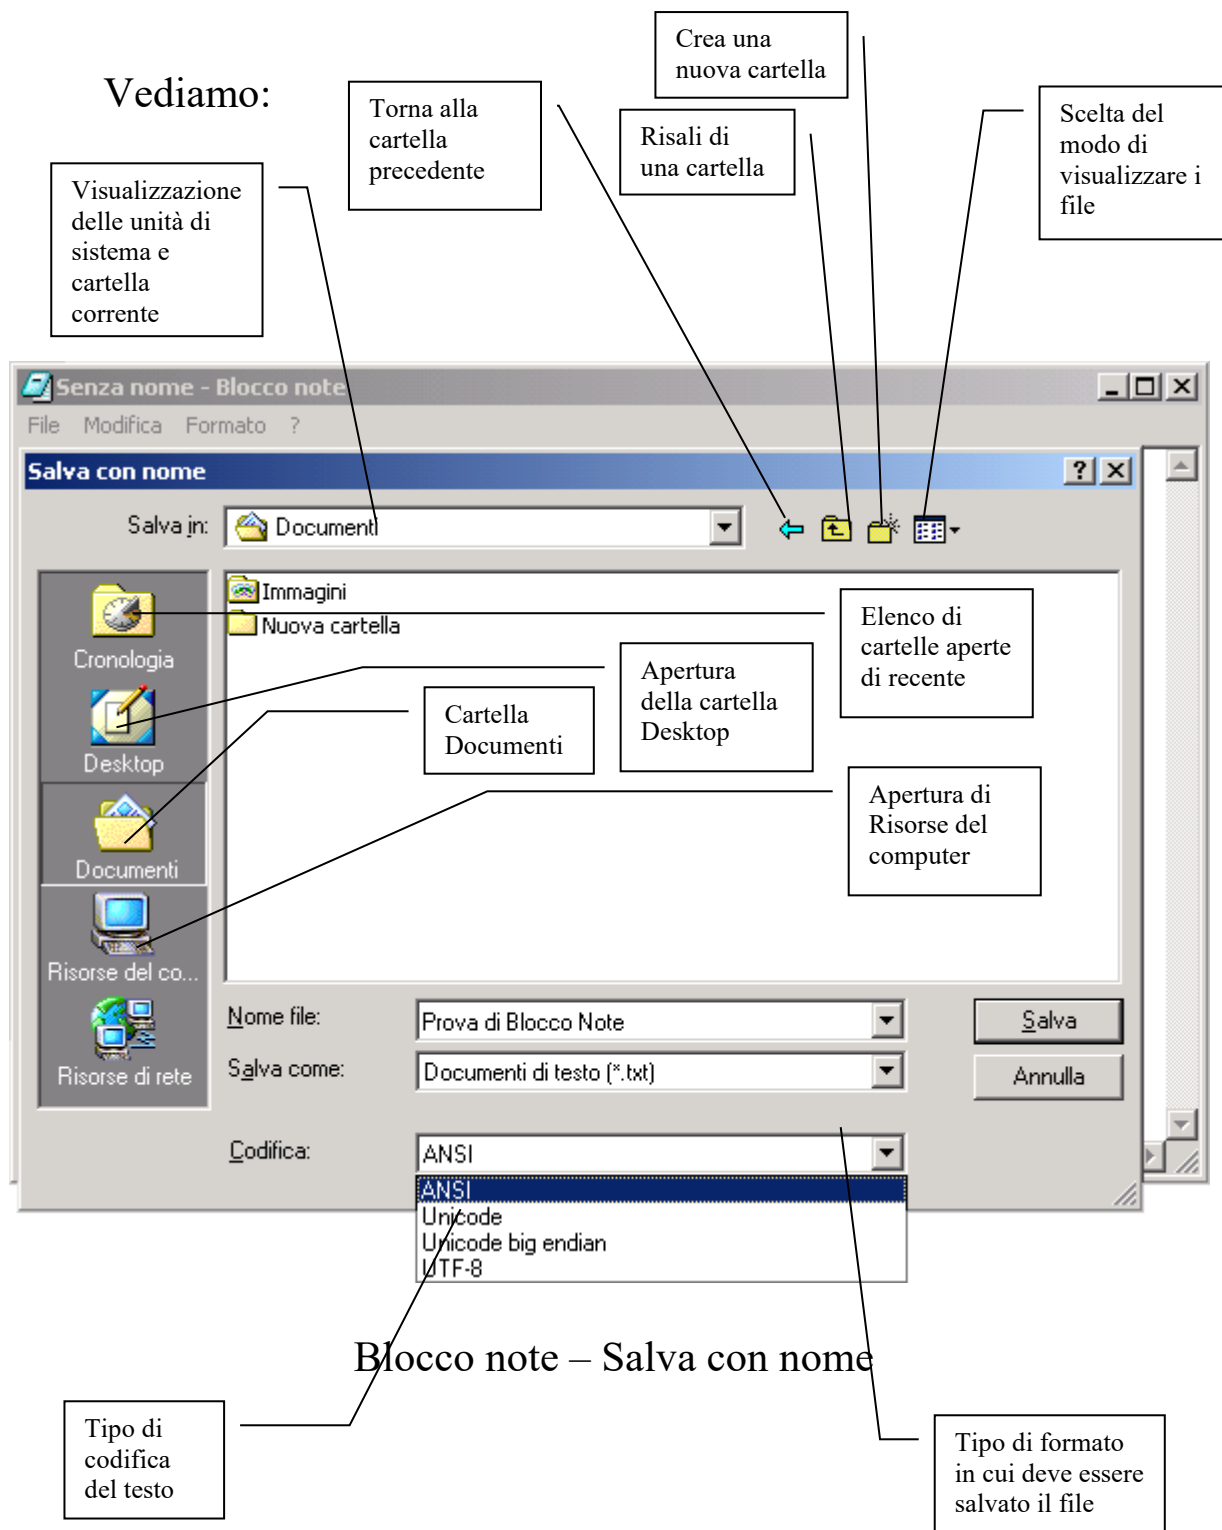 Vediamo:
Crea una
nuova cartella
Torna alla
cartella
precedente
Risali di
una cartella
Scelta del
modo di
visualizzare i
file
Visualizzazione
delle unità di
sistema e
cartella
corrente
Senza nome - Blocco note
File Modifica Formato ?
Salva con nome
Salva in: Documenti
Immagini
Nuova cartella
Cronologia
Desktop
Documenti
Risorse del co...
Risorse di rete
Elenco di
cartelle aperte
di recente
Apertura
della cartella
Desktop
Cartella
Documenti
Apertura di
Risorse del
computer
Nome file: Prova di Blocco Note Salva
Salva come: Documenti di testo (*.txt) Annulla
Codifica: ANSI
ANSI
Unicode
Unicode big endian
UTF-8
Blocco note – Salva con nome
Tipo di
codifica
del testo
Tipo di formato
in cui deve essere
salvato il file